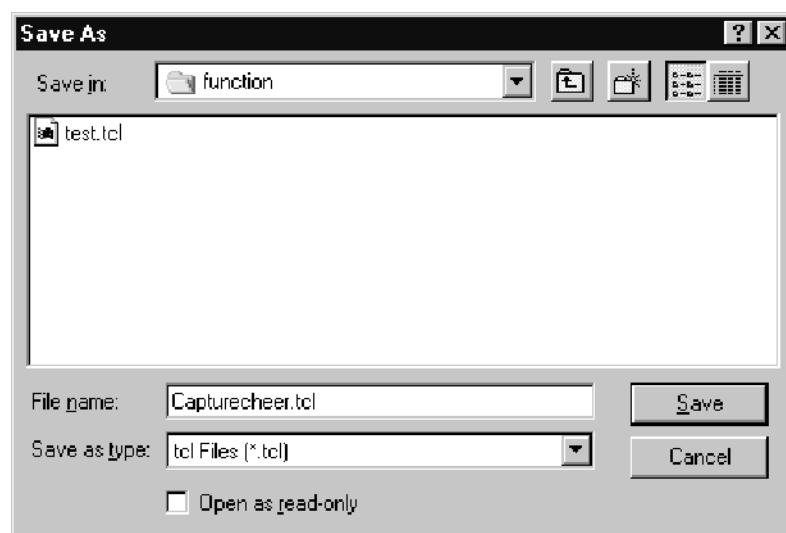 Save As
Save in: function
test.tcl
File name: Capturecheer.tcl Save
Save as type: tcl Files (*.tcl) Cancel
Open as read-only